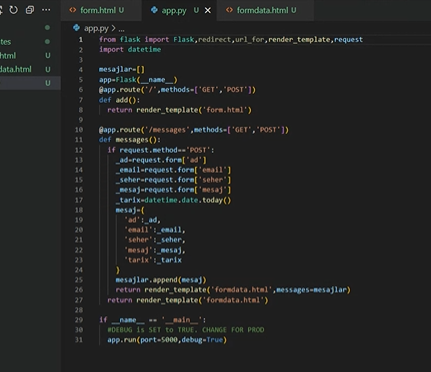 form.html U
app.py U
formdata.html U
app.py > ...
tes
.html U
data.html U
U
1 from flask import Flask,redirect,url_for,render_template,request
2 import datetime
3
4 mesajlar=[]
5 app=Flask(__name__)
6 @app.route('/',methods=['GET','POST'])
7 def add():
8 return render_template('form.html')
9
10 @app.route('/messages',methods=['GET','POST'])
11 def messages():
12 if request.method=='POST':
13 _ad=request.form['ad']
14 _email=request.form['email']
15 _seher=request.form['seher']
16 _mesaj=request.form['mesaj']
17 _tarix=datetime.date.today()
18 mesaj={
19 'ad':_ad,
20 'email':_email,
21 'seher':_seher,
22 'mesaj':_mesaj,
23 'tarix':_tarix
24 }
25 mesajlar.append(mesaj)
26 return render_template('formdata.html',messages=mesajlar)
27 return render_template('formdata.html')
28
29 if __name__ == '__main__':
30 #DEBUG is SET to TRUE. CHANGE FOR PROD
31 app.run(port=5000,debug=True)